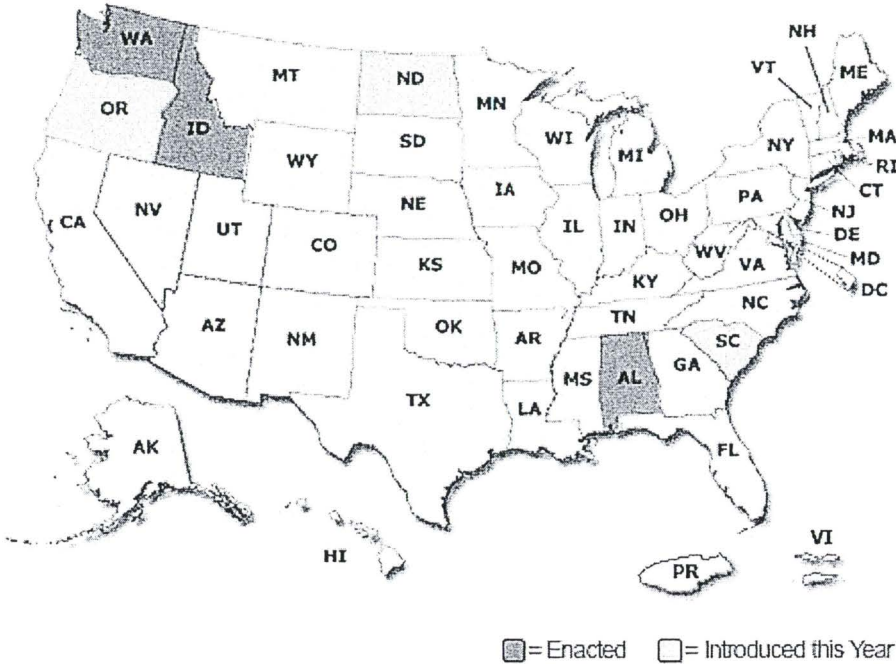 WA
NH
VT
ME
MT
ND
MN
OR
ID
SD
WI
NY
MA
RI
CT
WY
MI
IA
PA
NJ
NE
CA
NV
UT
CO
IL
IN
OH
DE
WV
MD
VA
DC
KS
MO
KY
NC
TN
AZ
NM
OK
AR
SC
MS
AL
GA
TX
LA
AK
FL
HI
VI
PR
= Enacted = Introduced this Year